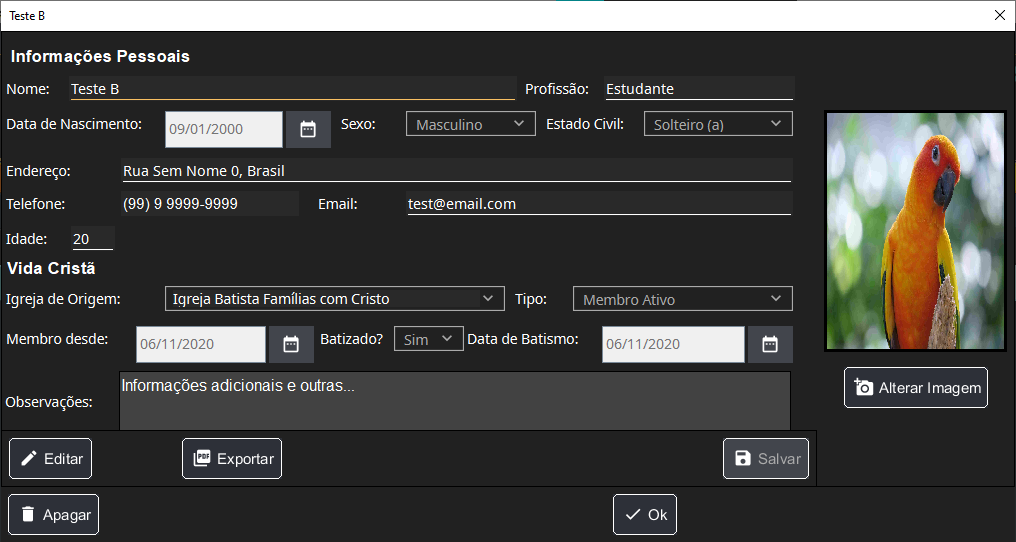 Teste B
Informações Pessoais
Nome: Teste B Profissão: Estudante
Data de Nascimento: 09/01/2000 Sexo: Masculino Estado Civil: Solteiro (a)
Endereço: Rua Sem Nome 0, Brasil
Telefone: (99) 9 9999-9999 Email: test@email.com
Idade: 20
Vida Cristã
Igreja de Origem: Igreja Batista Famílias com Cristo Tipo: Membro Ativo
Membro desde: 06/11/2020 Batizado? Sim Data de Batismo: 06/11/2020
Alterar Imagem
Observações: Informações adicionais e outras...
Editar PDF Exportar Salvar
Apagar Ok